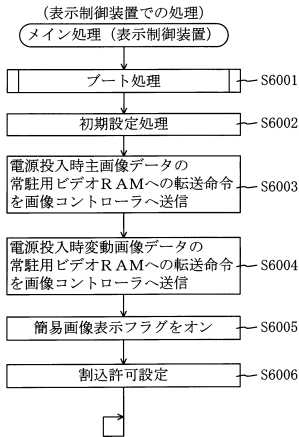 (表示制御装置での処理)
メイン処理(表示制御装置)
ブート処理
S6001
初期設定処理
S6002
電源投入時主画像データの
常駐用ビデオRAMへの転送命令
を画像コントローラへ送信
S6003
電源投入時変動画像データの
常駐用ビデオRAMへの転送命令
を画像コントローラへ送信
S6004
簡易画像表示フラグをオン
S6005
割込許可設定
S6006